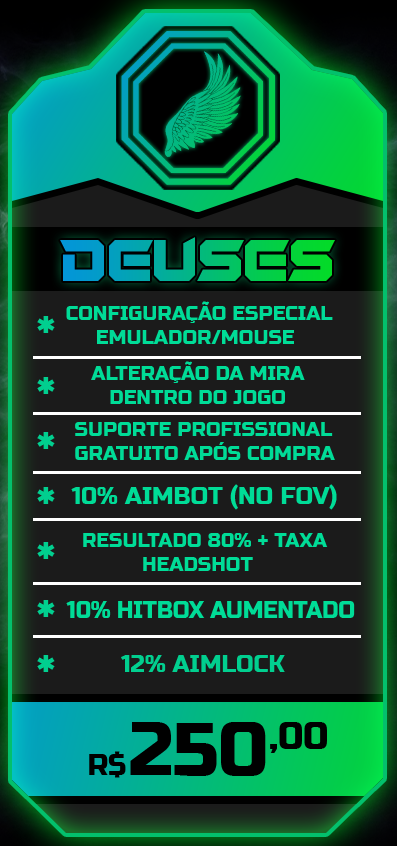 DEUSES
* CONFIGURAÇÃO ESPECIAL
EMULADOR/MOUSE
* ALTERAÇÃO DA MIRA
DENTRO DO JOGO
* SUPORTE PROFISSIONAL
GRATUITO APÓS COMPRA
* 10% AIMBOT (NO FOV)
* RESULTADO 80% + TAXA
HEADSHOT
* 10% HITBOX AUMENTADO
* 12% AIMLOCK
R$250,00